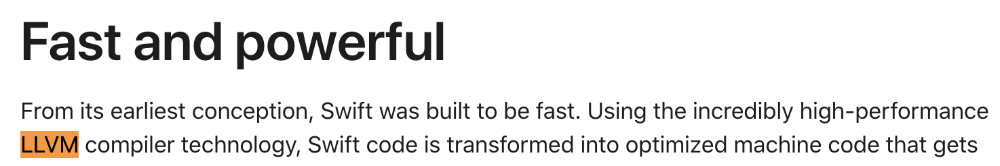 Fast and powerful
From its earliest conception, Swift was built to be fast. Using the incredibly high-performance
LLVM compiler technology, Swift code is transformed into optimized machine code that gets